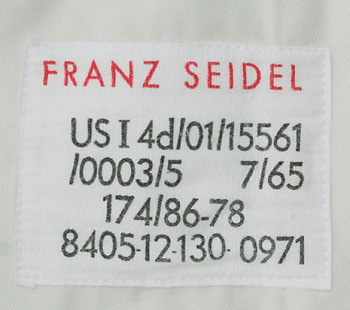 FRANZ SEIDEL
US I 4d/01/15561
/0003/5 7/65
174/86-78
8405-12-130-0971